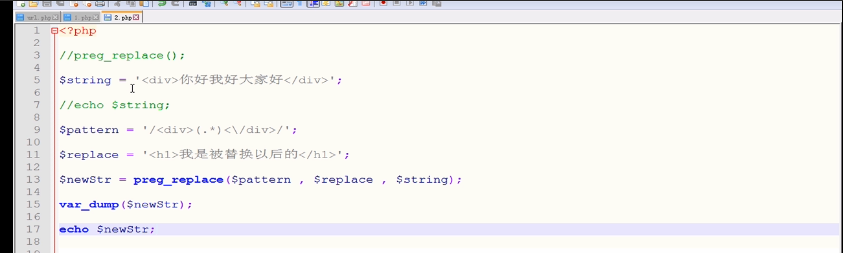 url.php
1.php
2.php
1 <?php
2
3 //preg_replace();
4
5 $string = '<div>你好我好大家好</div>';
6
7 //echo $string;
8
9 $pattern = '/<div>(.*)<\/div>/';
10
11 $replace = '<h1>我是被替换以后的</h1>';
12
13 $newStr = preg_replace($pattern , $replace , $string);
14
15 var_dump($newStr);
16
17 echo $newStr;
18
19